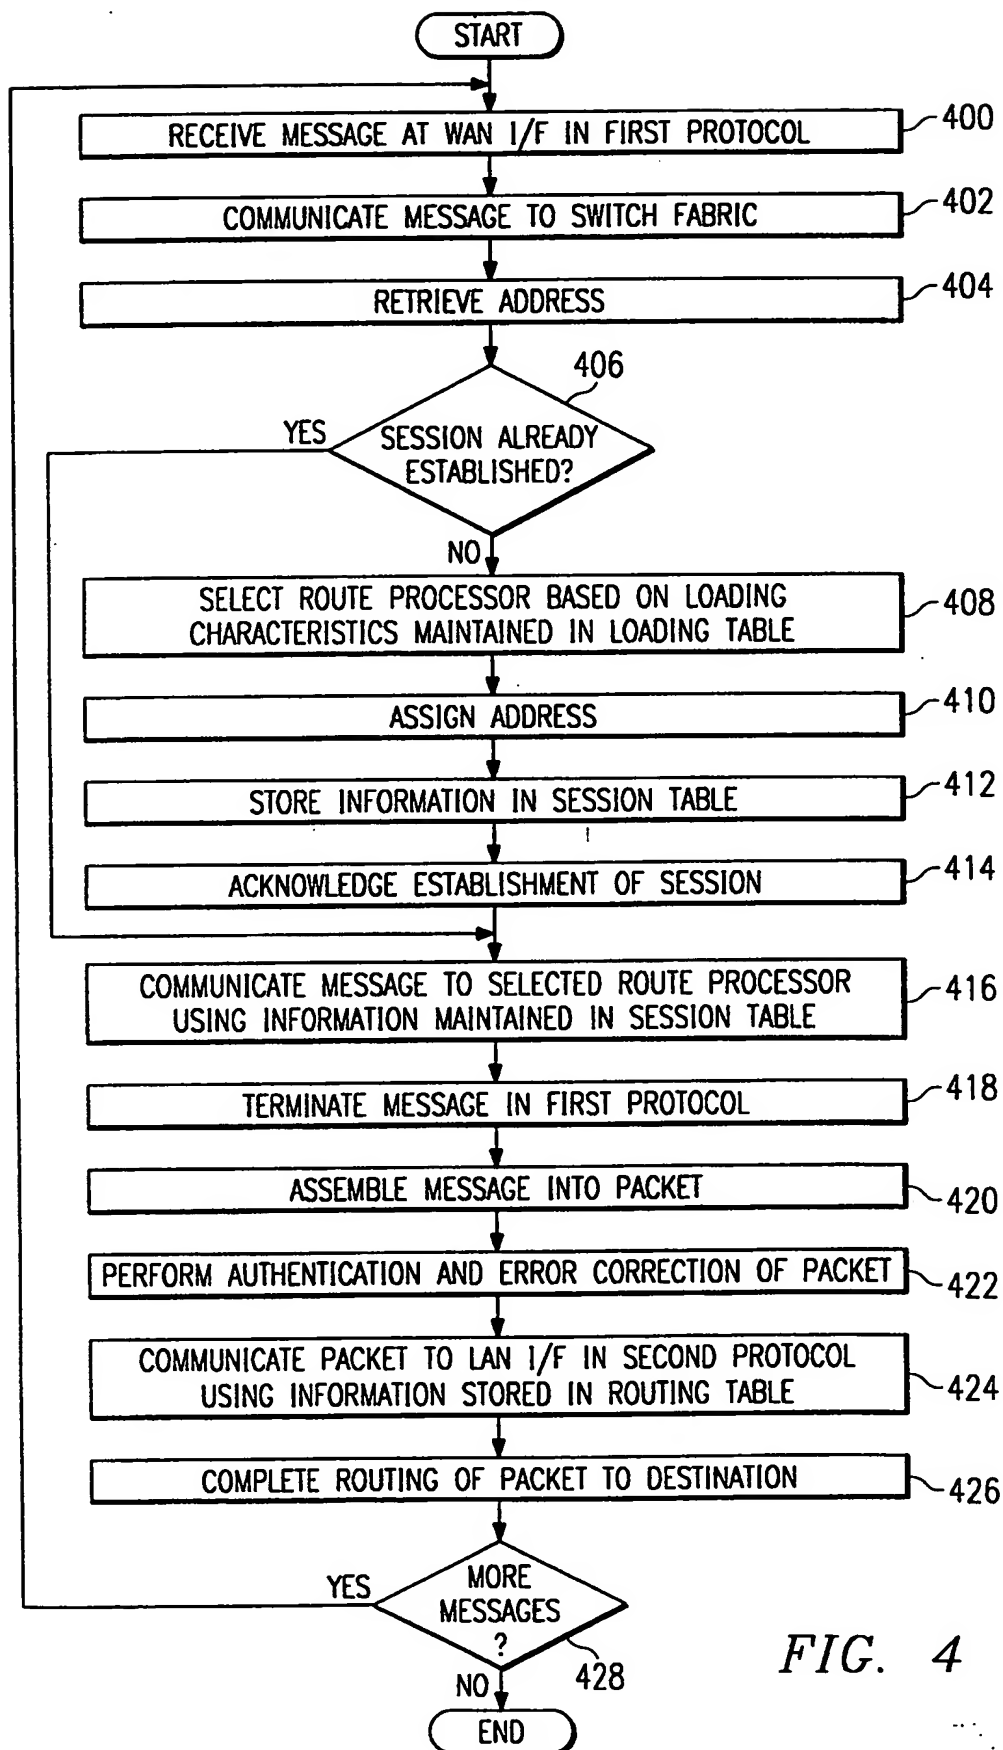 START
RECEIVE MESSAGE AT WAN I/F IN FIRST PROTOCOL
400
COMMUNICATE MESSAGE TO SWITCH FABRIC
402
RETRIEVE ADDRESS
404
406
YES
SESSION ALREADY
ESTABLISHED?
NO
SELECT ROUTE PROCESSOR BASED ON LOADING
CHARACTERISTICS MAINTAINED IN LOADING TABLE
408
ASSIGN ADDRESS
410
STORE INFORMATION IN SESSION TABLE
412
ACKNOWLEDGE ESTABLISHMENT OF SESSION
414
COMMUNICATE MESSAGE TO SELECTED ROUTE PROCESSOR
USING INFORMATION MAINTAINED IN SESSION TABLE
416
TERMINATE MESSAGE IN FIRST PROTOCOL
418
ASSEMBLE MESSAGE INTO PACKET
420
PERFORM AUTHENTICATION AND ERROR CORRECTION OF PACKET
422
COMMUNICATE PACKET TO LAN I/F IN SECOND PROTOCOL
USING INFORMATION STORED IN ROUTING TABLE
424
COMPLETE ROUTING OF PACKET TO DESTINATION
426
YES
MORE
MESSAGES
?
428
NO
END
FIG. 4